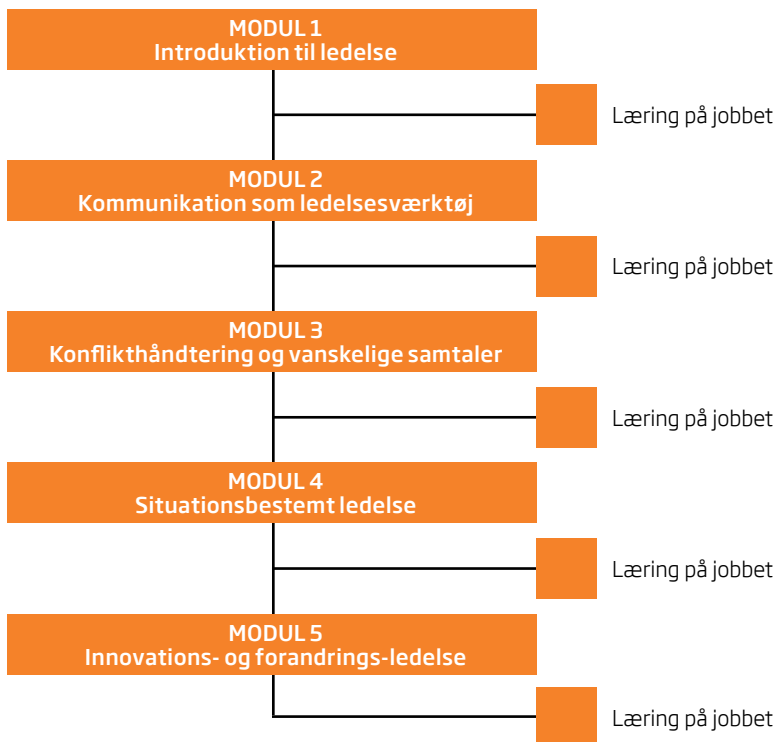 MODUL 1
Introduktion til ledelse
Læring på jobbet
MODUL 2
Kommunikation som ledelsesværktøj
Læring på jobbet
MODUL 3
Konflikthåndtering og vanskelige samtaler
Læring på jobbet
MODUL 4
Situationsbestemt ledelse
Læring på jobbet
MODUL 5
Innovations- og forandrings-ledelse
Læring på jobbet